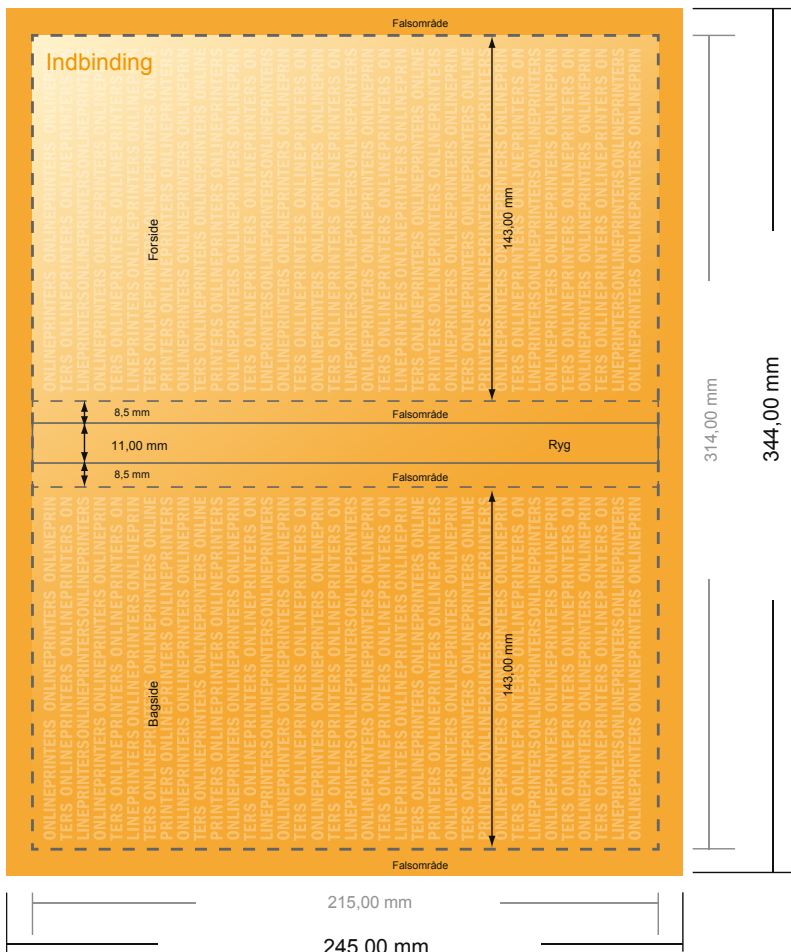 Falsområde
Indbinding
Forside
143,00 mm
8,5 mm
Falsområde
11,00 mm
Ryg
8,5 mm
Falsområde
Bagside
143,00 mm
Falsområde
314,00 mm
344,00 mm
215,00 mm
245,00 mm